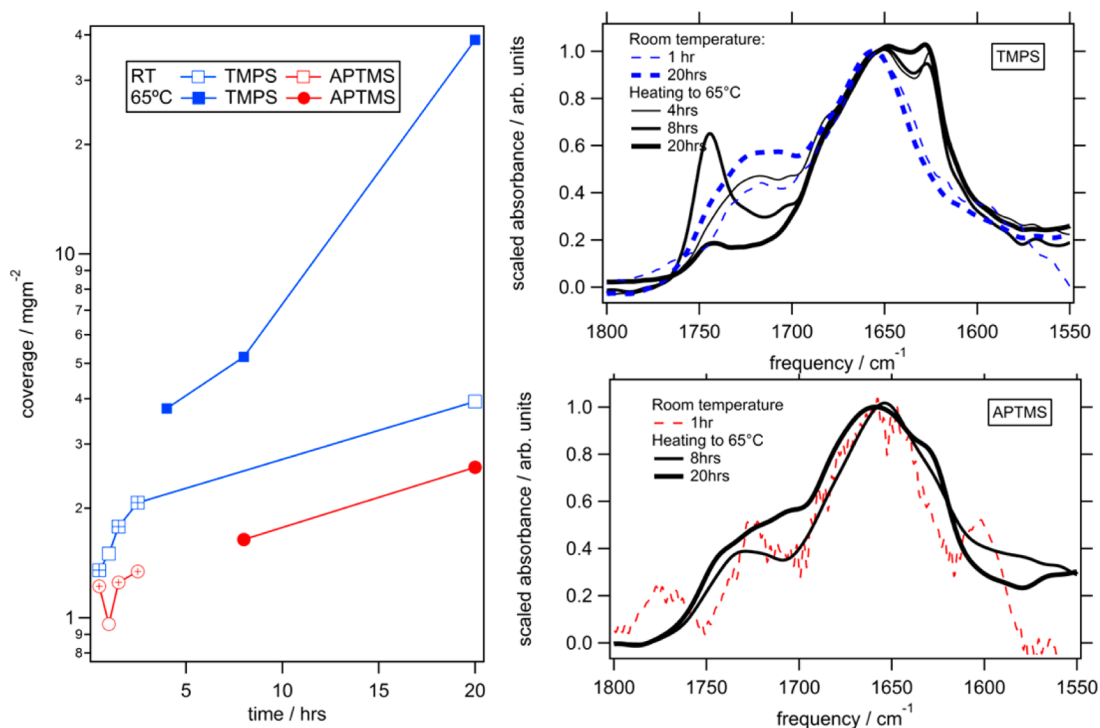 RT TMPS APTMS
65ºC TMPS APTMS
coverage / mgm-2
4
3
2
10
9
8
7
6
5
4
3
2
1
9
8
5 10 15 20
time / hrs
Room temperature:
1 hr
20hrs
Heating to 65°C
4hrs
8hrs
20hrs
TMPS
scaled absorbance / arb. units
1.0
0.8
0.6
0.4
0.2
0.0
1800 1750 1700 1650 1600 1550
frequency / cm-1
Room temperature
1hr
Heating to 65°C
8hrs
20hrs
APTMS
scaled absorbance / arb. units
1.0
0.8
0.6
0.4
0.2
0.0
1800 1750 1700 1650 1600 1550
frequency / cm-1